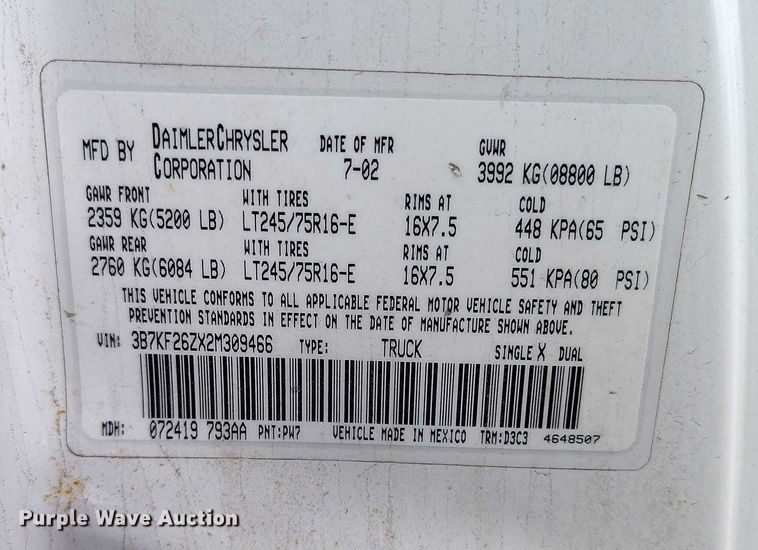 MFD BY DAIMLERCHRYSLER CORPORATION DATE OF MFR 7-02 GVWR 3992 KG(08800 LB)
GAWR FRONT WITH TIRES RIMS AT COLD
2359 KG(5200 LB) LT245/75R16-E 16X7.5 448 KPA(65 PSI)
GAWR REAR WITH TIRES RIMS AT COLD
2760 KG(6084 LB) LT245/75R16-E 16X7.5 551 KPA(80 PSI)
THIS VEHICLE CONFORMS TO ALL APPLICABLE FEDERAL MOTOR VEHICLE SAFETY AND THEFT
PREVENTION STANDARDS IN EFFECT ON THE DATE OF MANUFACTURE SHOWN ABOVE.
VIN: 3B7KF26ZX2M309466 TYPE: TRUCK SINGLE X DUAL
MDH: 072419 793AA PNT:PW7 VEHICLE MADE IN MEXICO TRM:D3C3 4648507
Purple Wave Auction